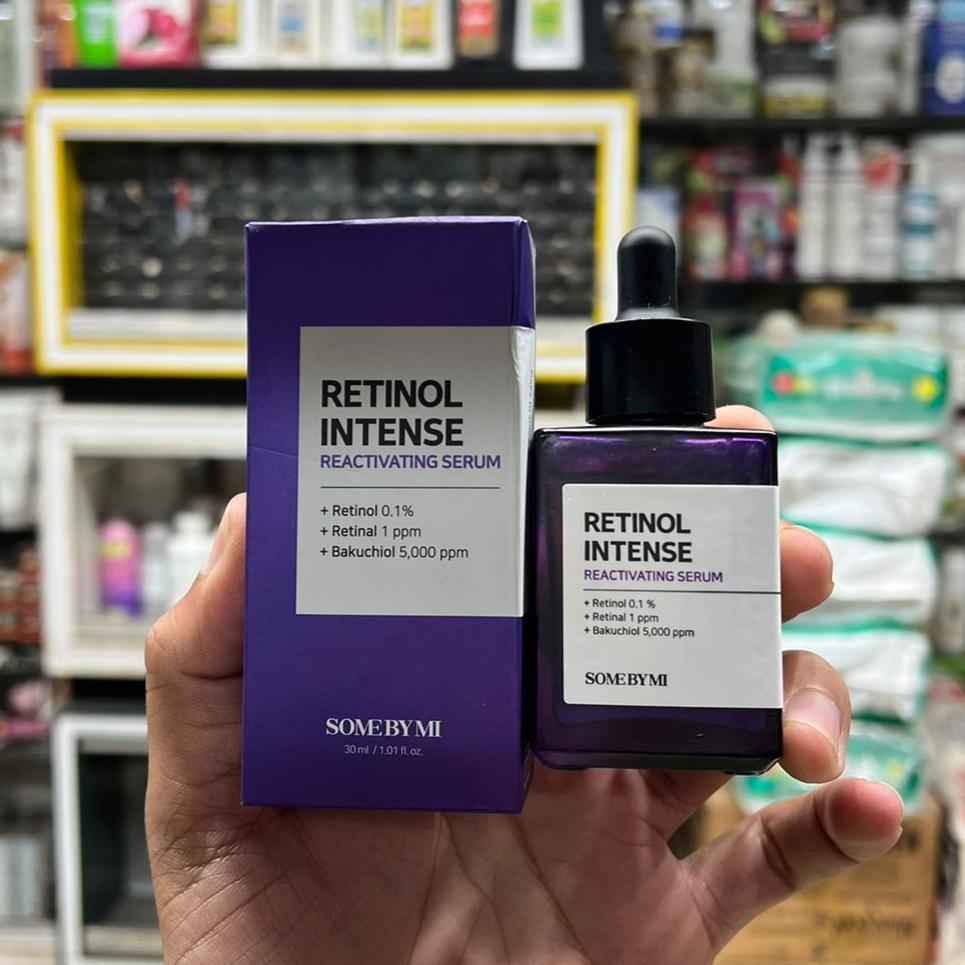 RETINOL
INTENSE
REACTIVATING SERUM
+ Retinol 0.1%
+ Retinal 1 ppm
+ Bakuchiol 5,000 ppm
SOME BY MI
30 ml / 1.01 fl. oz.
RETINOL
INTENSE
REACTIVATING SERUM
+ Retinol 0.1 %
+ Retinal 1 ppm
+ Bakuchiol 5,000 ppm
SOME BY MI